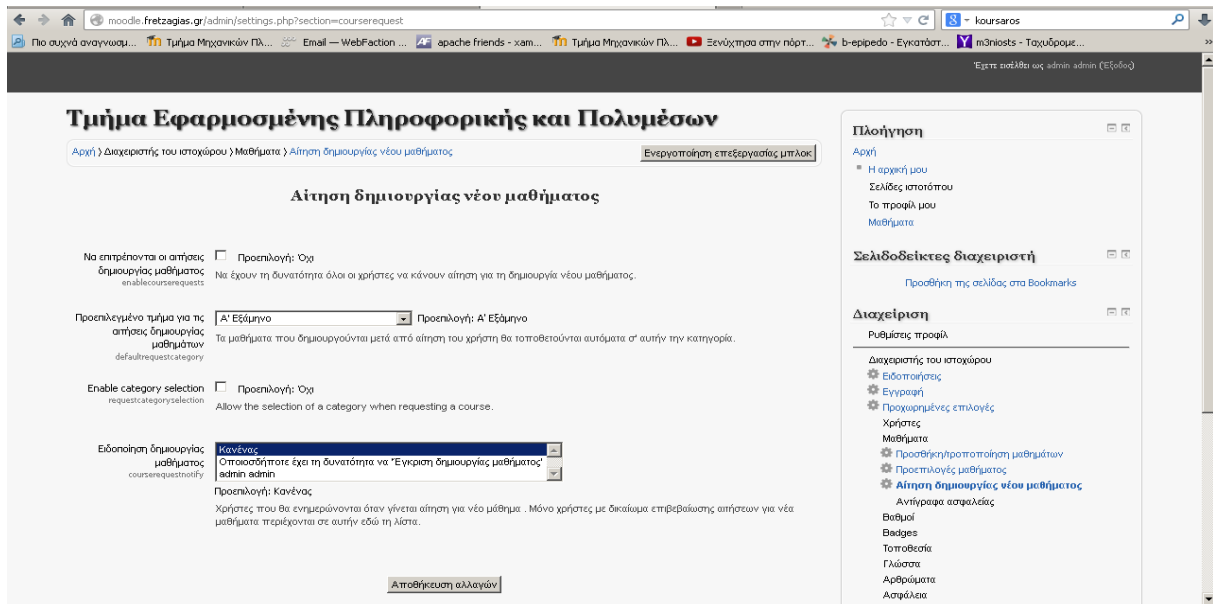 moodle.fretzagias.gr/admin/settings.php?section=courserequest
koursaros
Πιο συχνά αναγνωσμ...
Τμήμα Μηχανικών Πλ...
Email — WebFaction ...
apache friends - xam...
Τμήμα Μηχανικών Πλ...
Ξενύχτησα στην πόρτ...
b-epipedo - Εγκατάστ...
m3niosts - Ταχυδρομε...
Έχετε εισέλθει ως admin admin (Έξοδος)
Τμήμα Εφαρμοσμένης Πληροφορικής και Πολυμέσων
Αρχή › Διαχειριστής του ιστοχώρου › Μαθήματα › Αίτηση δημιουργίας νέου μαθήματος
Ενεργοποίηση επεξεργασίας μπλοκ
Αίτηση δημιουργίας νέου μαθήματος
Να επιτρέπονται οι αιτήσεις
δημιουργίας μαθήματος
enablecourserequests
Προεπιλογή: Όχι
Να έχουν τη δυνατότητα όλοι οι χρήστες να κάνουν αίτηση για τη δημιουργία νέου μαθήματος.
Προεπιλεγμένο τμήμα για τις
αιτήσεις δημιουργίας
μαθημάτων
defaultrequestcategory
Α' Εξάμηνο
Προεπιλογή: Α' Εξάμηνο
Τα μαθήματα που δημιουργούνται μετά από αίτηση του χρήστη θα τοποθετούνται αυτόματα σ' αυτήν την κατηγορία.
Enable category selection
requestcategoryselection
Προεπιλογή: Όχι
Allow the selection of a category when requesting a course.
Ειδοποίηση δημιουργίας
μαθήματος
courserequestnotify
Κανένας
Οποιοσδήποτε έχει τη δυνατότητα να 'Έγκριση δημιουργίας μαθήματος'
admin admin
Προεπιλογή: Κανένας
Χρήστες που θα ενημερώνονται όταν γίνεται αίτηση για νέο μάθημα . Μόνο χρήστες με δικαίωμα επιβεβαίωσης αιτήσεων για νέα
μαθήματα περιέχονται σε αυτήν εδώ τη λίστα.
Αποθήκευση αλλαγών
Πλοήγηση
Αρχή
Η αρχική μου
Σελίδες ιστοτόπου
Το προφίλ μου
Μαθήματα
Σελιδοδείκτες διαχειριστή
Προσθήκη της σελίδας στα Bookmarks
Διαχείριση
Ρυθμίσεις προφίλ
Διαχειριστής του ιστοχώρου
Ειδοποιήσεις
Εγγραφή
Προχωρημένες επιλογές
Χρήστες
Μαθήματα
Προσθήκη/τροποποίηση μαθημάτων
Προεπιλογές μαθήματος
Αίτηση δημιουργίας νέου μαθήματος
Αντίγραφα ασφαλείας
Βαθμοί
Badges
Τοποθεσία
Γλώσσα
Αρθρώματα
Ασφάλεια